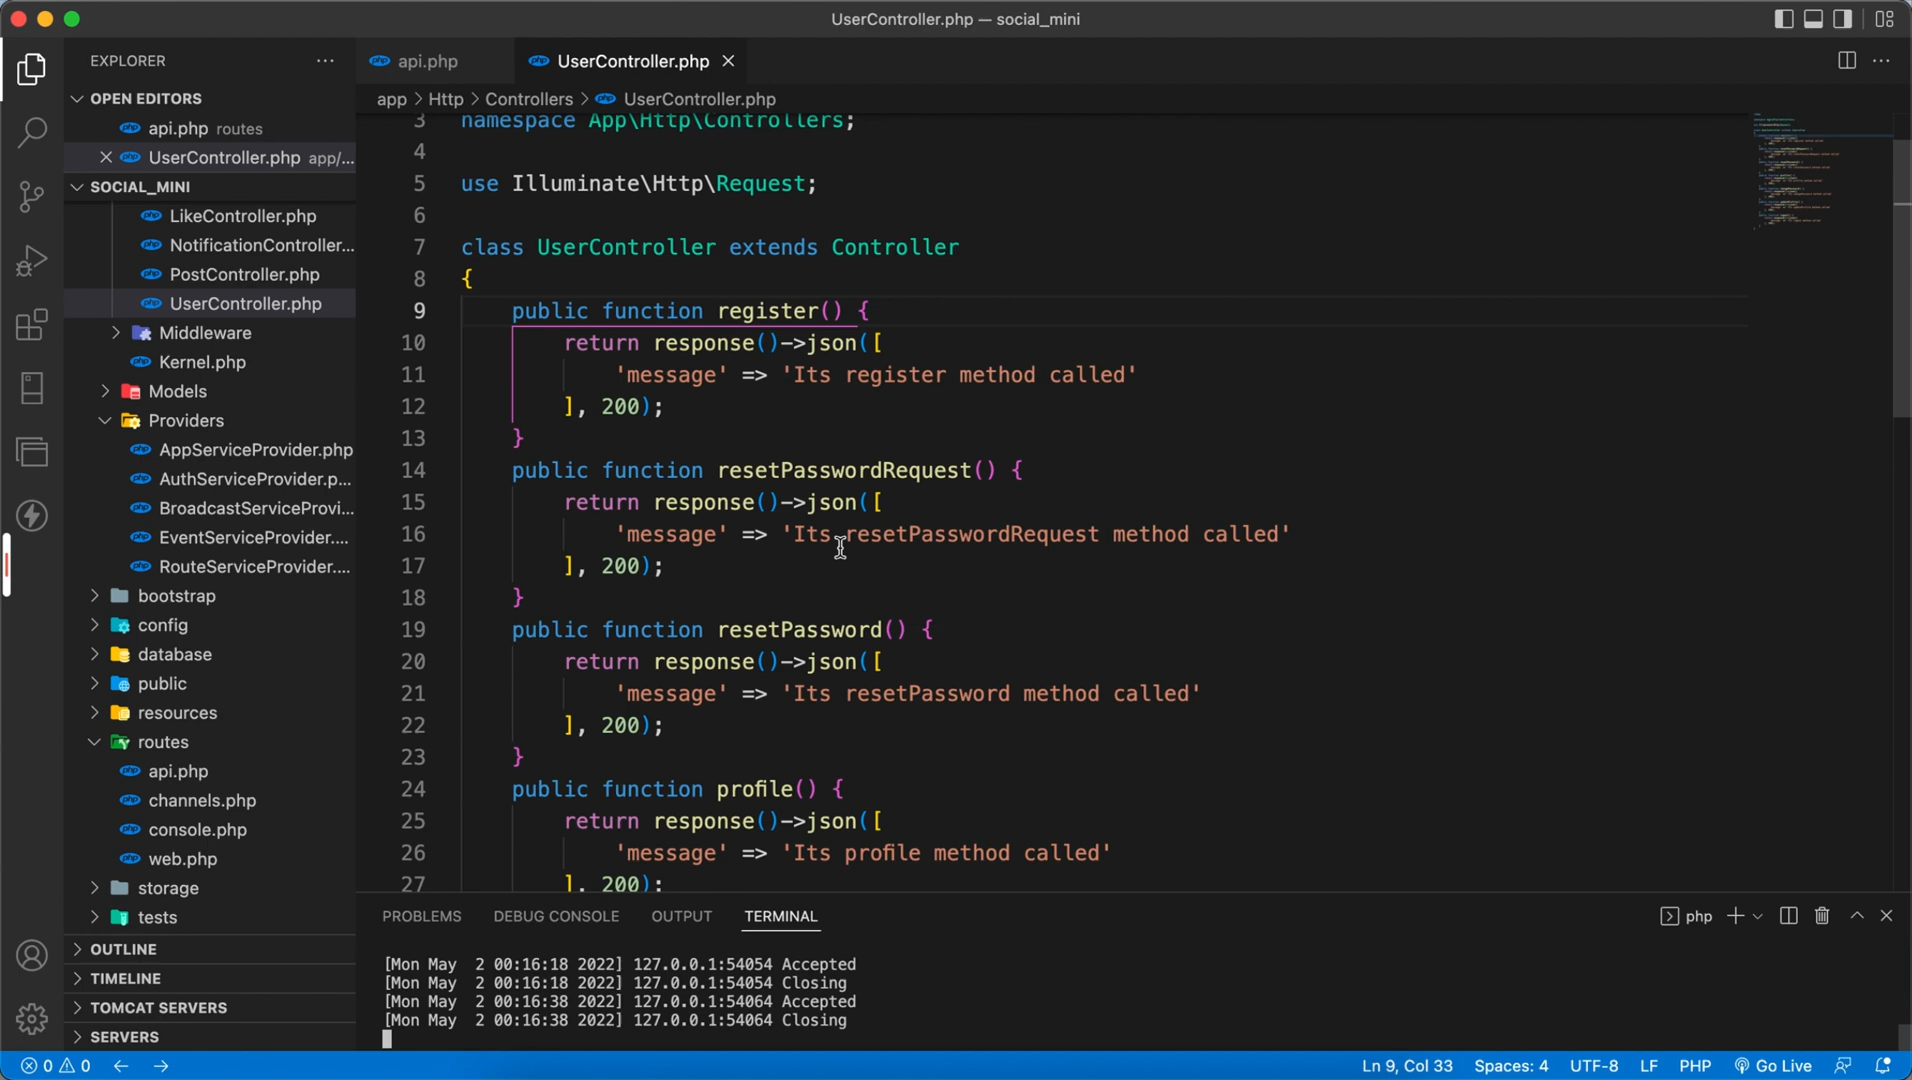 UserController.php — social_mini
EXPLORER
OPEN EDITORS
api.php routes
UserController.php app/...
SOCIAL_MINI
LikeController.php
NotificationController...
PostController.php
UserController.php
Middleware
Kernel.php
Models
Providers
AppServiceProvider.php
AuthServiceProvider.p...
BroadcastServiceProvi...
EventServiceProvider....
RouteServiceProvider....
bootstrap
config
database
public
resources
routes
api.php
channels.php
console.php
web.php
storage
tests
OUTLINE
TIMELINE
TOMCAT SERVERS
SERVERS
api.php
UserController.php
app > Http > Controllers > UserController.php
3 namespace App\Http\Controllers;
4
5 use Illuminate\Http\Request;
6
7 class UserController extends Controller
8 {
9 public function register() {
10 return response()->json([
11 'message' => 'Its register method called'
12 ], 200);
13 }
14 public function resetPasswordRequest() {
15 return response()->json([
16 'message' => 'Its resetPasswordRequest method called'
17 ], 200);
18 }
19 public function resetPassword() {
20 return response()->json([
21 'message' => 'Its resetPassword method called'
22 ], 200);
23 }
24 public function profile() {
25 return response()->json([
26 'message' => 'Its profile method called'
27 ], 200);
PROBLEMS DEBUG CONSOLE OUTPUT TERMINAL
php
[Mon May  2 00:16:18 2022] 127.0.0.1:54054 Accepted
[Mon May  2 00:16:18 2022] 127.0.0.1:54054 Closing
[Mon May  2 00:16:38 2022] 127.0.0.1:54064 Accepted
[Mon May  2 00:16:38 2022] 127.0.0.1:54064 Closing
0 0
Ln 9, Col 33 Spaces: 4 UTF-8 LF PHP Go Live